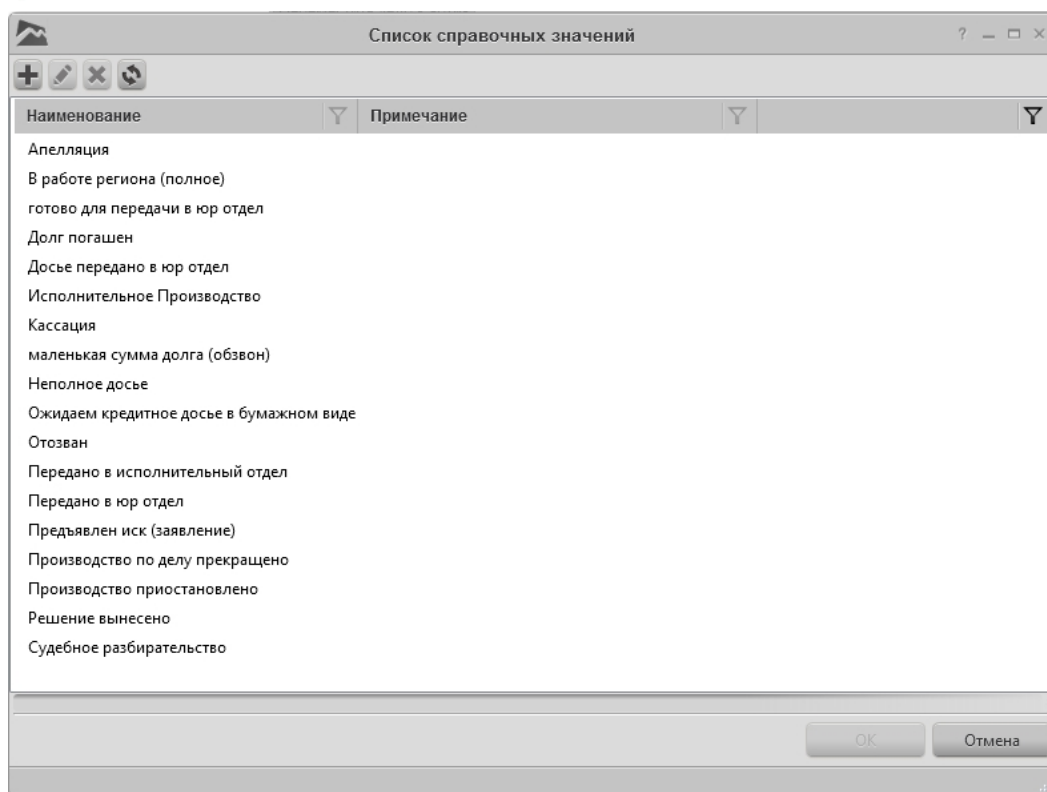 Список справочных значений
Наименование Примечание
Апелляция
В работе региона (полное)
готово для передачи в юр отдел
Долг погашен
Досье передано в юр отдел
Исполнительное Производство
Кассация
маленькая сумма долга (обзвон)
Неполное досье
Ожидаем кредитное досье в бумажном виде
Отозван
Передано в исполнительный отдел
Передано в юр отдел
Предъявлен иск (заявление)
Производство по делу прекращено
Производство приостановлено
Решение вынесено
Судебное разбирательство
ОК Отмена